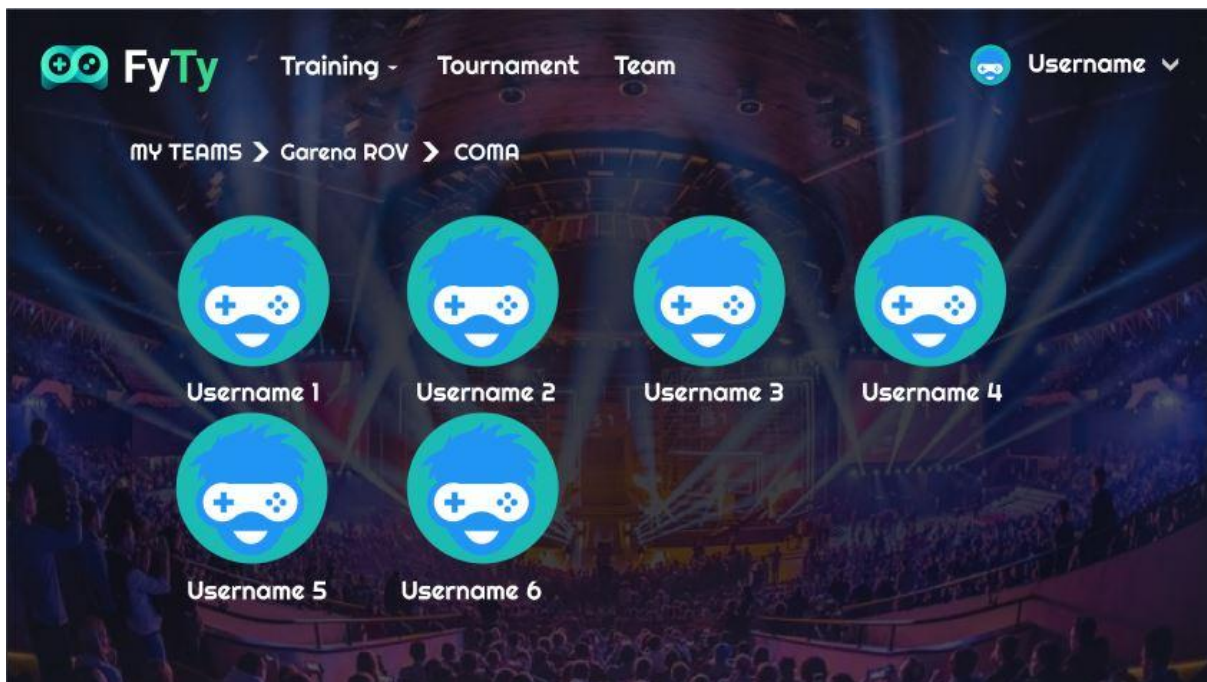 FyTy Training Tournament Team Username
MY TEAMS > Garena ROV > COMA
Username 1 Username 2 Username 3 Username 4
Username 5 Username 6